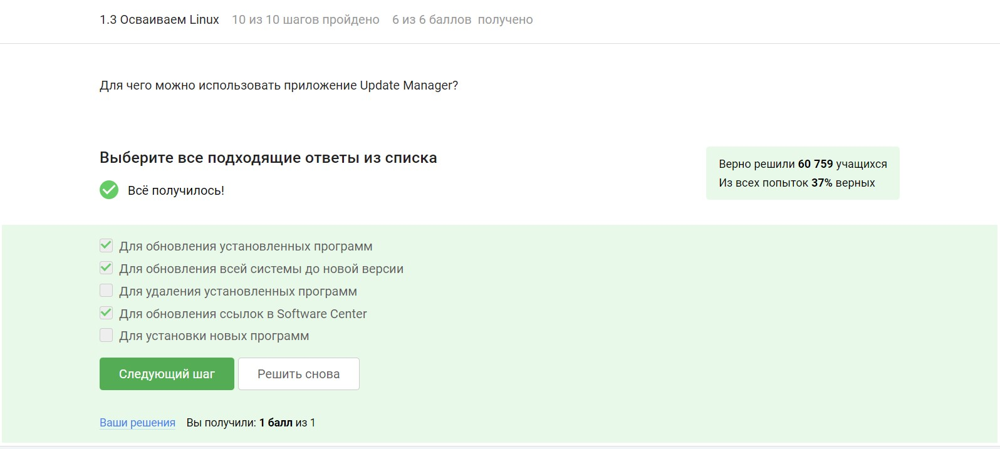 1.3 Осваиваем Linux 10 из 10 шагов пройдено 6 из 6 баллов получено
Для чего можно использовать приложение Update Manager?
Выберите все подходящие ответы из списка
Всё получилось!
Верно решили 60 759 учащихся
Из всех попыток 37% верных
Для обновления установленных программ
Для обновления всей системы до новой версии
Для удаления установленных программ
Для обновления ссылок в Software Center
Для установки новых программ
Следующий шаг Решить снова
Ваши решения Вы получили: 1 балл из 1